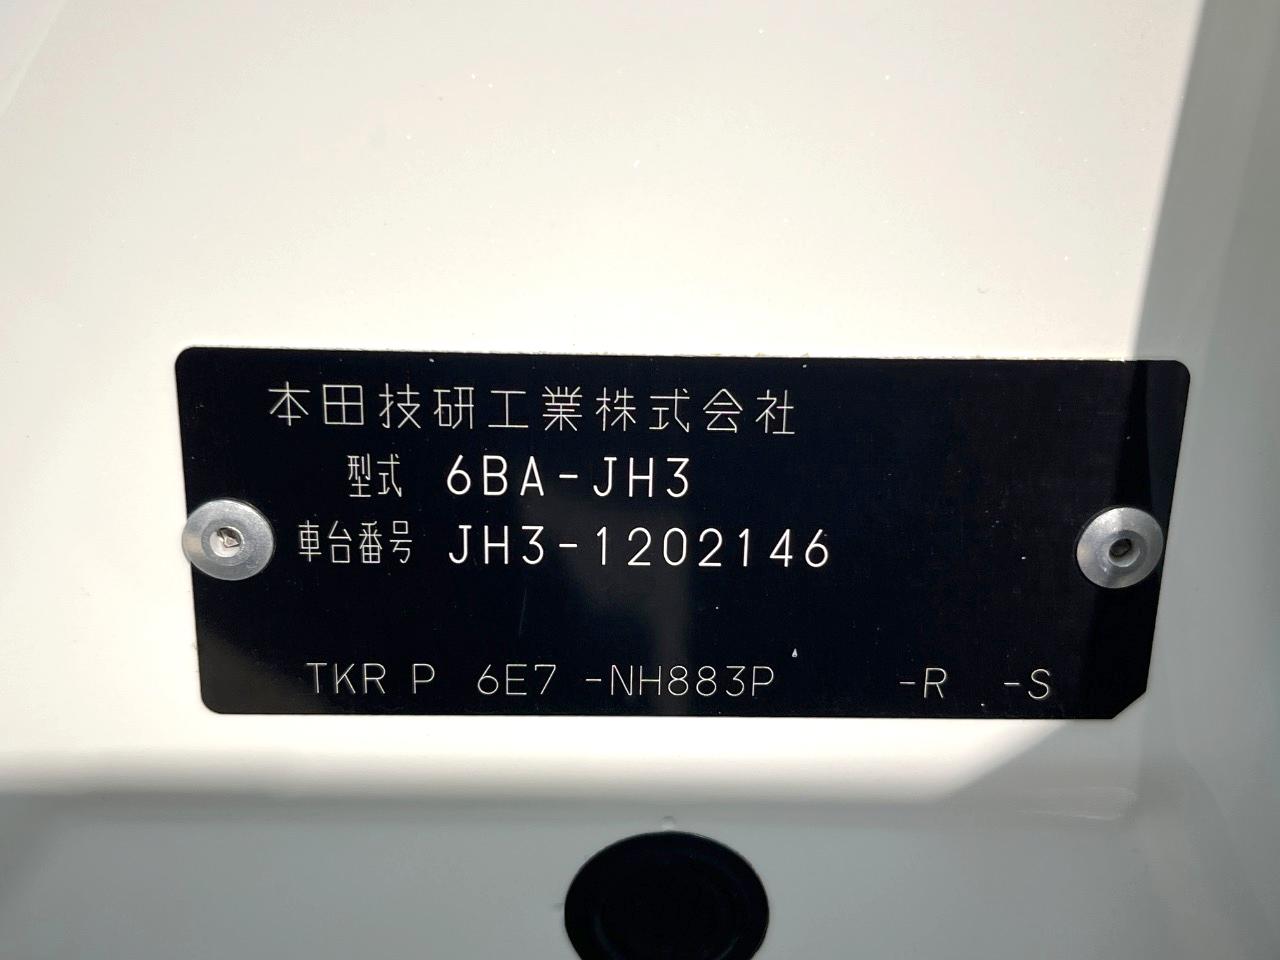 本田技研工業株式会社
型式 6BA-JH3
車台番号 JH3-1202146
TKR P 6E7 -NH883P -R -S